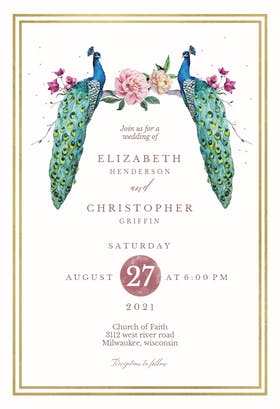 Join us for a
wedding of
ELIZABETH
HENDERSON
and
CHRISTOPHER
GRIFFIN
SATURDAY
AUGUST 27 AT 6:00 PM
2021
Church of Faith
3112 west river road
Milwaukee, wisconsin
Reception to follow